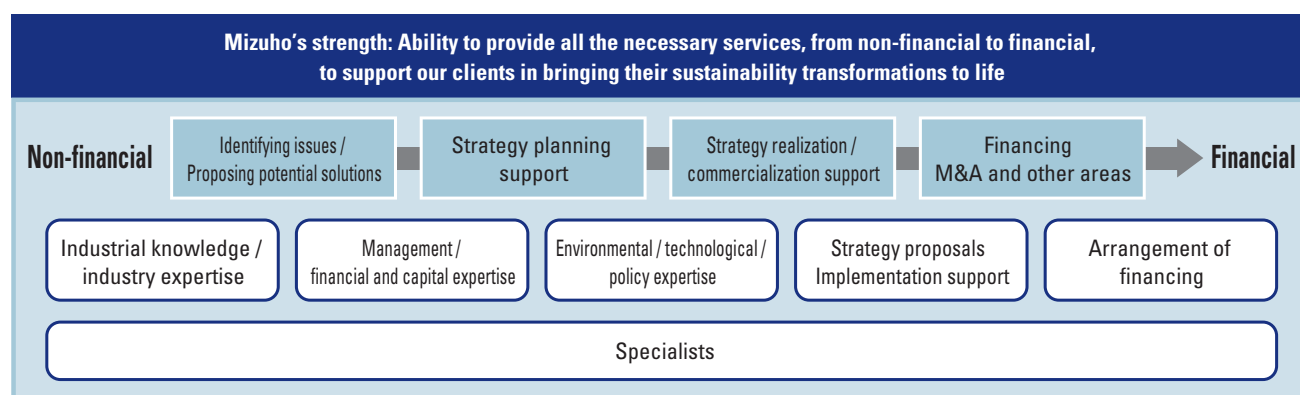 Mizuho’s strength: Ability to provide all the necessary services, from non-financial to financial,
to support our clients in bringing their sustainability transformations to life
Non-financial
Identifying issues /
Proposing potential solutions
Strategy planning
support
Strategy realization /
commercialization support
Financing
M&A and other areas
Financial
Industrial knowledge /
industry expertise
Management /
financial and capital expertise
Environmental / technological /
policy expertise
Strategy proposals
Implementation support
Arrangement of
financing
Specialists